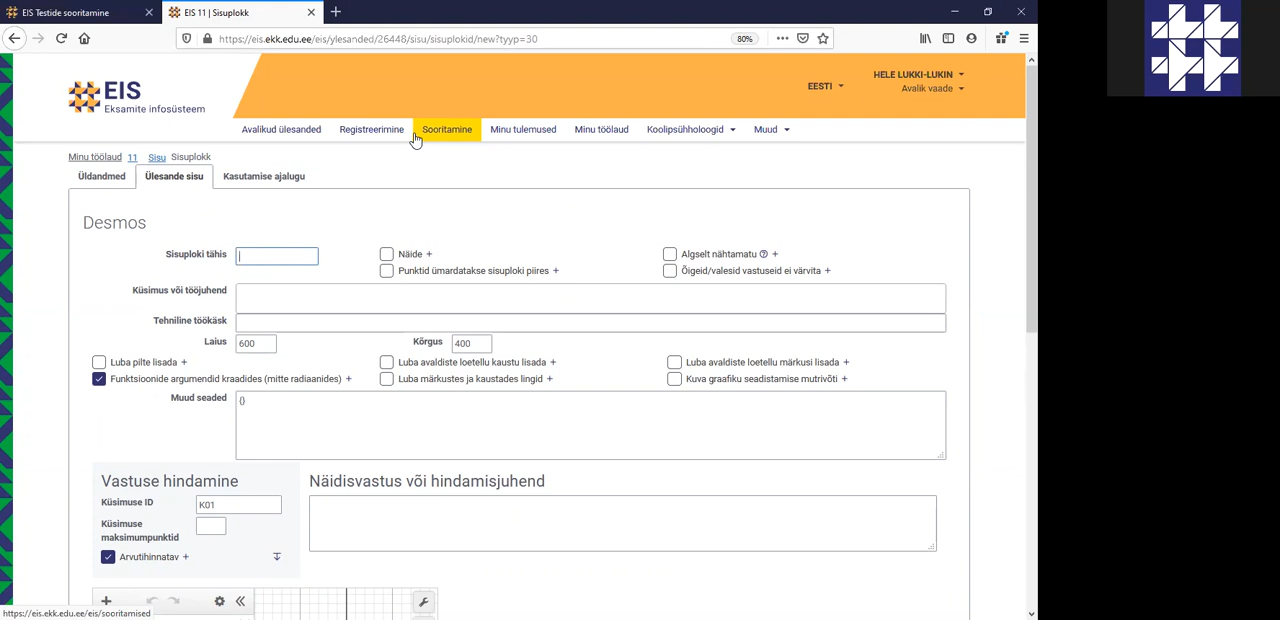 EIS Testide sooritamine
EIS 11 | Sisuplokk
https://eis.ekk.edu.ee/eis/ylesanded/26448/sisu/sisuplokid/new?tyyp=30
80%
EIS
Eksamite infosüsteem
EESTI
HELE LUKKI-LUKIN
Avalik vaade
Avalikud ülesanded
Registreerimine
Sooritamine
Minu tulemused
Minu töölaud
Koolipsühholoogid
Muud
Minu töölaud 11 Sisu Sisuplokk
Üldandmed
Ülesande sisu
Kasutamise ajalugu
Desmos
Sisuploki tähis
Näide +
Algselt nähtamatu ? +
Punktid ümardatakse sisuploki piires +
Õigeid/valesid vastuseid ei värvita +
Küsimus või tööjuhend
Tehniline töökäsk
Laius 600
Kõrgus 400
Luba pilte lisada +
Luba avaldiste loetellu kaustu lisada +
Luba avaldiste loetellu märkusi lisada +
Funktsioonide argumendid kraadides (mitte radiaanides) +
Luba märkustes ja kaustades lingid +
Kuva graafiku seadistamise mutrivõti +
Muud seaded
{}
Vastuse hindamine
Näidisvastus või hindamisjuhend
Küsimuse ID K01
Küsimuse
maksimumpunktid
Arvutihinnatav +
https://eis.ekk.edu.ee/eis/sooritamised